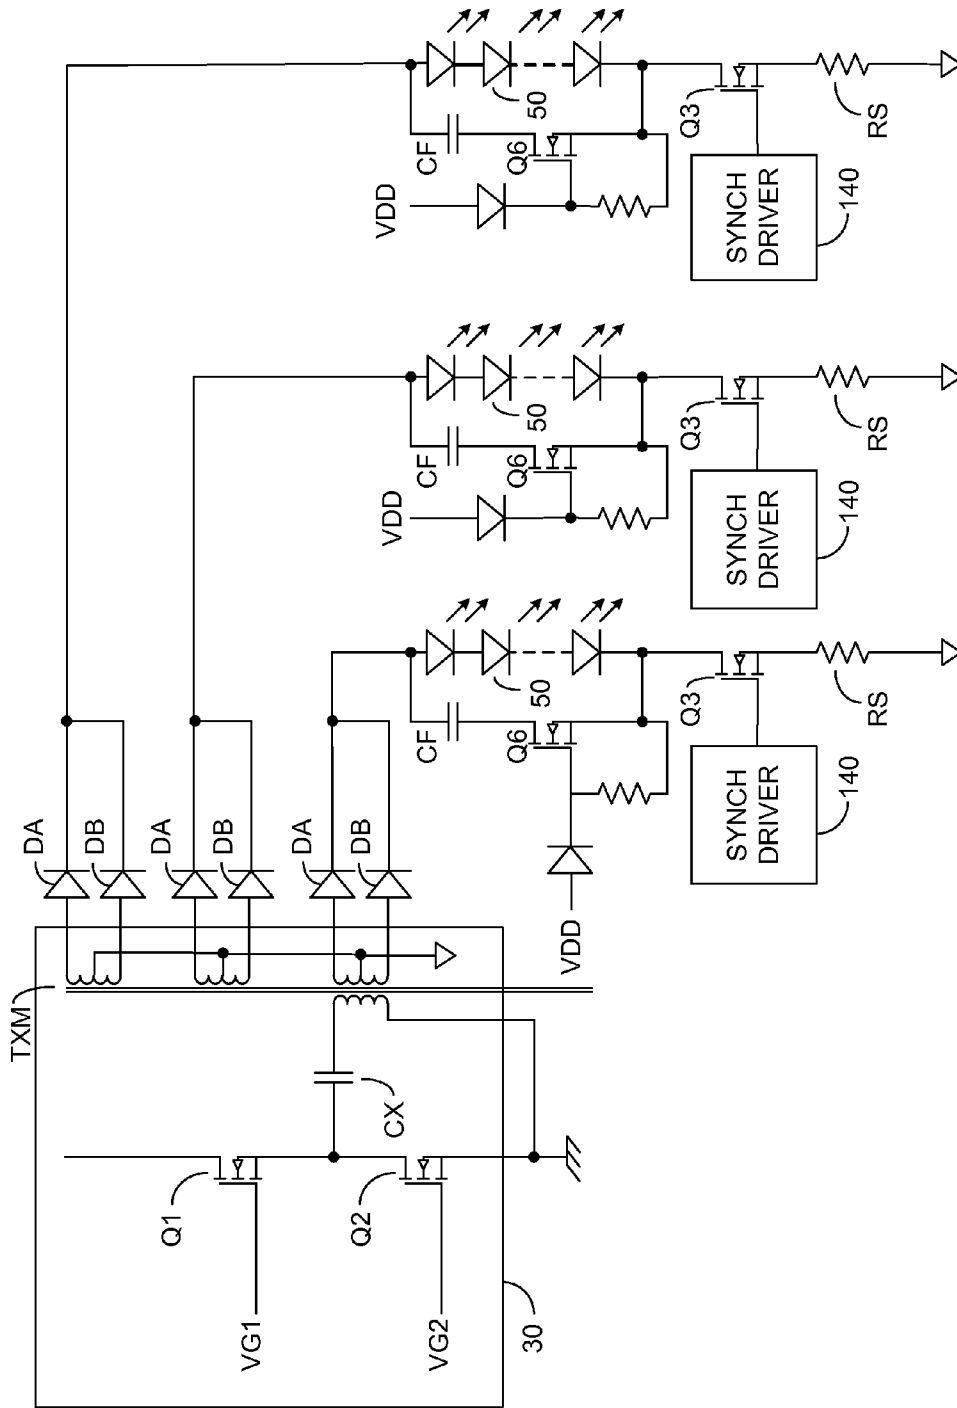 TXM
DA
DB
DA
DB
DA
DB
Q1
VG1
Q2
VG2
CX
30
VDD
CF
Q6
50
Q3
RS
SYNCH
DRIVER
140
VDD
CF
Q6
50
Q3
RS
SYNCH
DRIVER
140
VDD
CF
Q6
50
Q3
RS
SYNCH
DRIVER
140